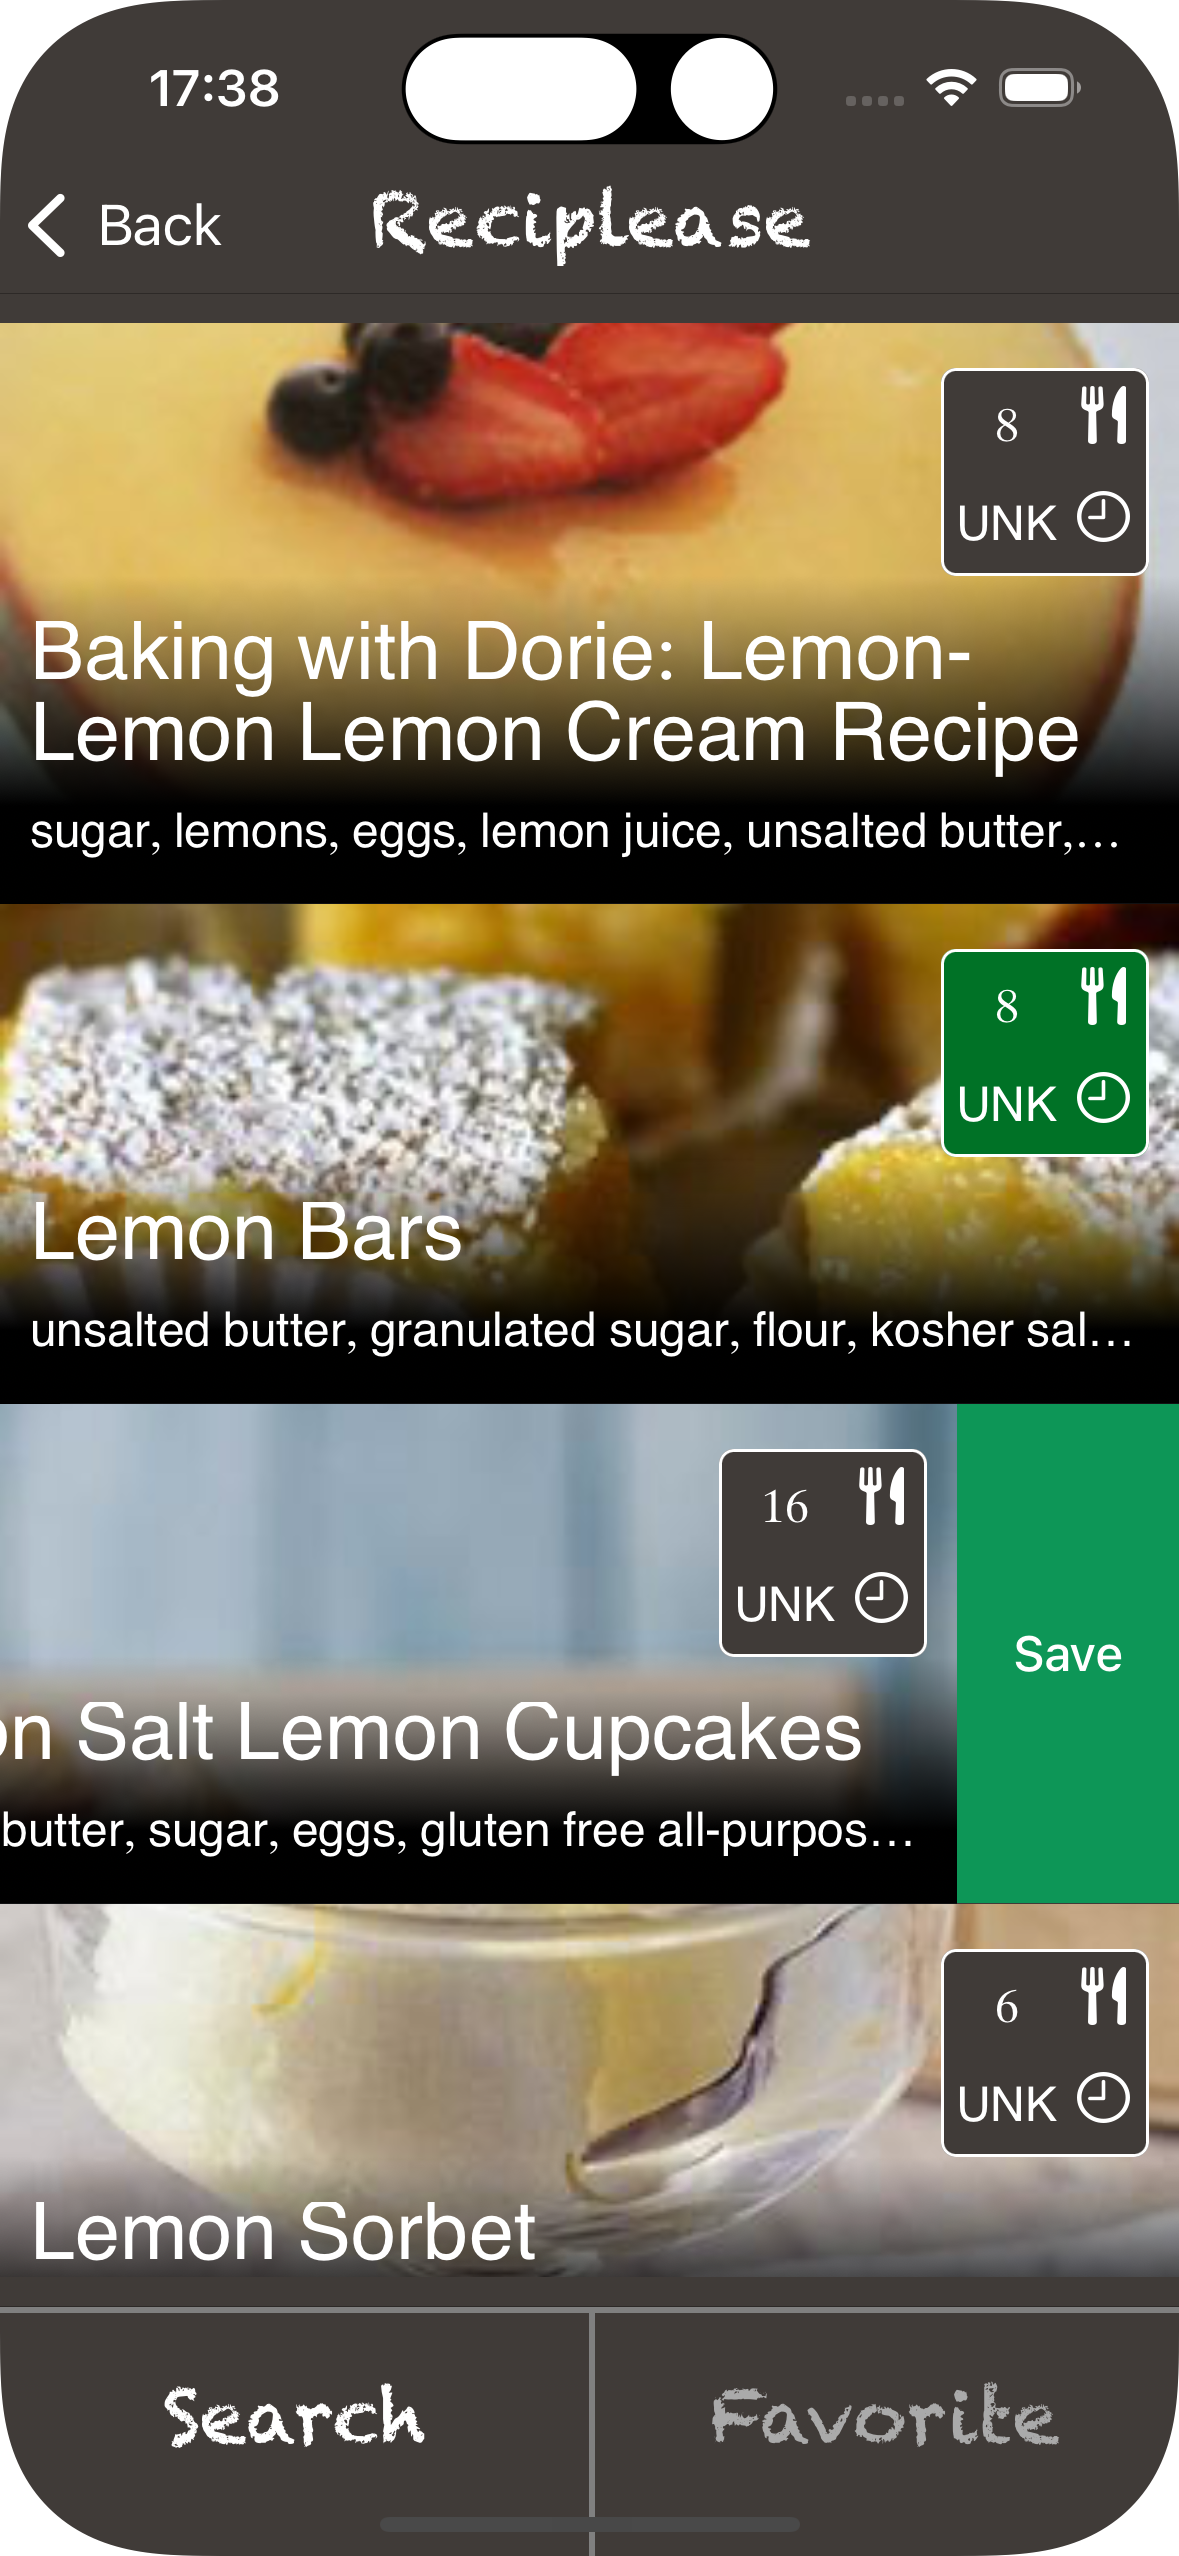 17:38
Back
Reciplease
8
UNK
Baking with Dorie: Lemon-
Lemon Lemon Cream Recipe
sugar, lemons, eggs, lemon juice, unsalted butter,...
8
UNK
Lemon Bars
unsalted butter, granulated sugar, flour, kosher sal...
16
UNK
Save
on Salt Lemon Cupcakes
butter, sugar, eggs, gluten free all-purpos...
6
UNK
Lemon Sorbet
Search
Favorite